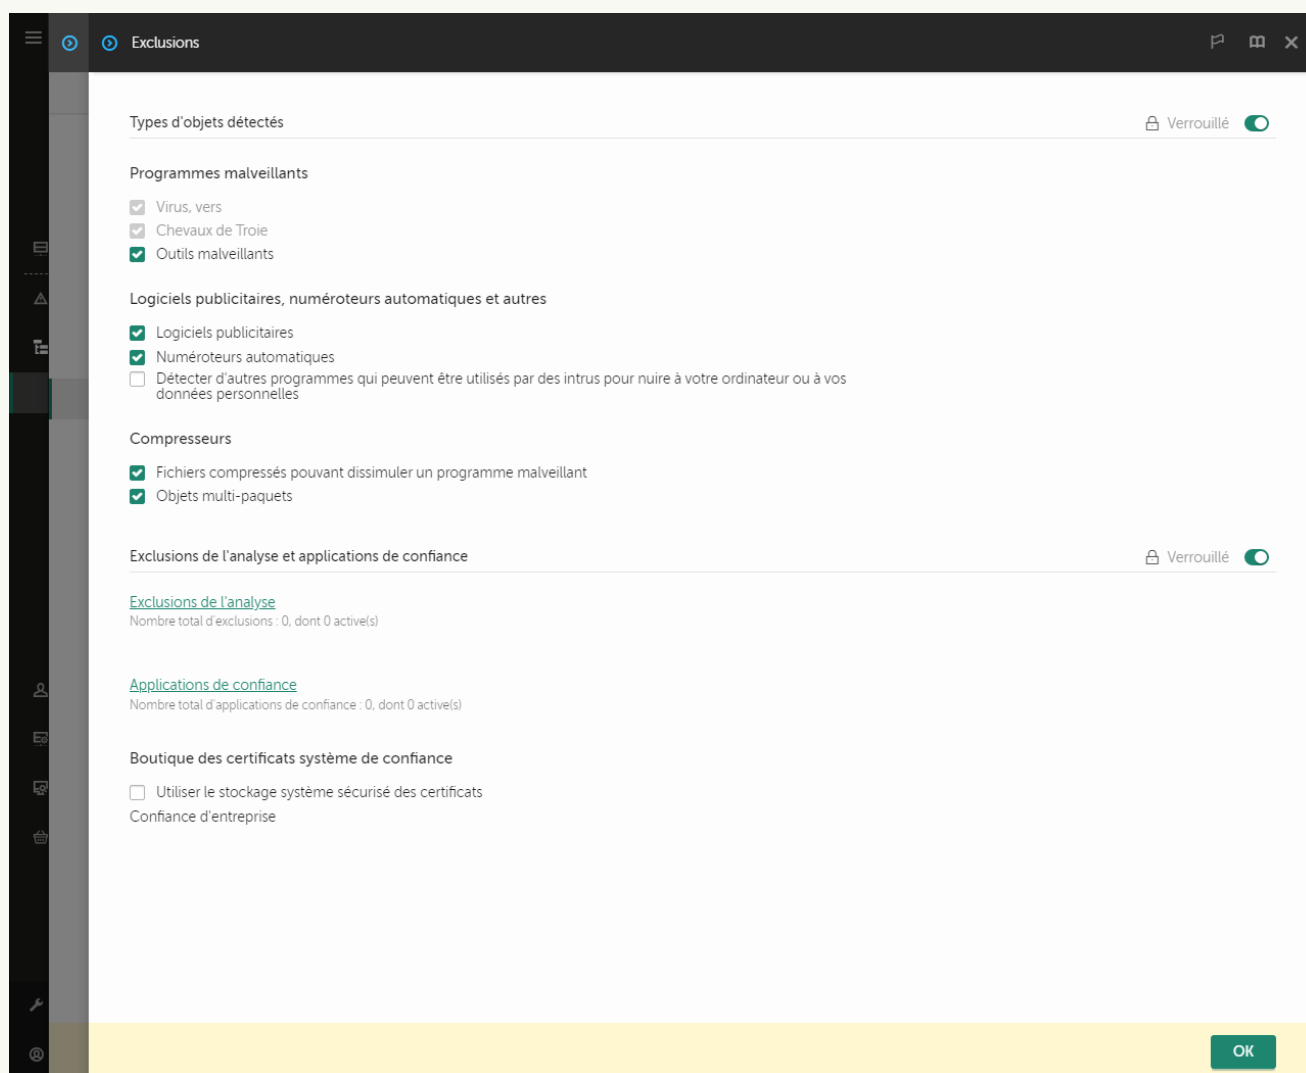 Exclusions
Types d'objets détectés
Verrouillé
Programmes malveillants
Virus, vers
Chevaux de Troie
Outils malveillants
Logiciels publicitaires, numéroteurs automatiques et autres
Logiciels publicitaires
Numéroteurs automatiques
Détecter d'autres programmes qui peuvent être utilisés par des intrus pour nuire à votre ordinateur ou à vos
données personnelles
Compresseurs
Fichiers compressés pouvant dissimuler un programme malveillant
Objets multi-paquets
Exclusions de l'analyse et applications de confiance
Verrouillé
Exclusions de l'analyse
Nombre total d'exclusions : 0, dont 0 active(s)
Applications de confiance
Nombre total d'applications de confiance : 0, dont 0 active(s)
Boutique des certificats système de confiance
Utiliser le stockage système sécurisé des certificats
Confiance d'entreprise
OK